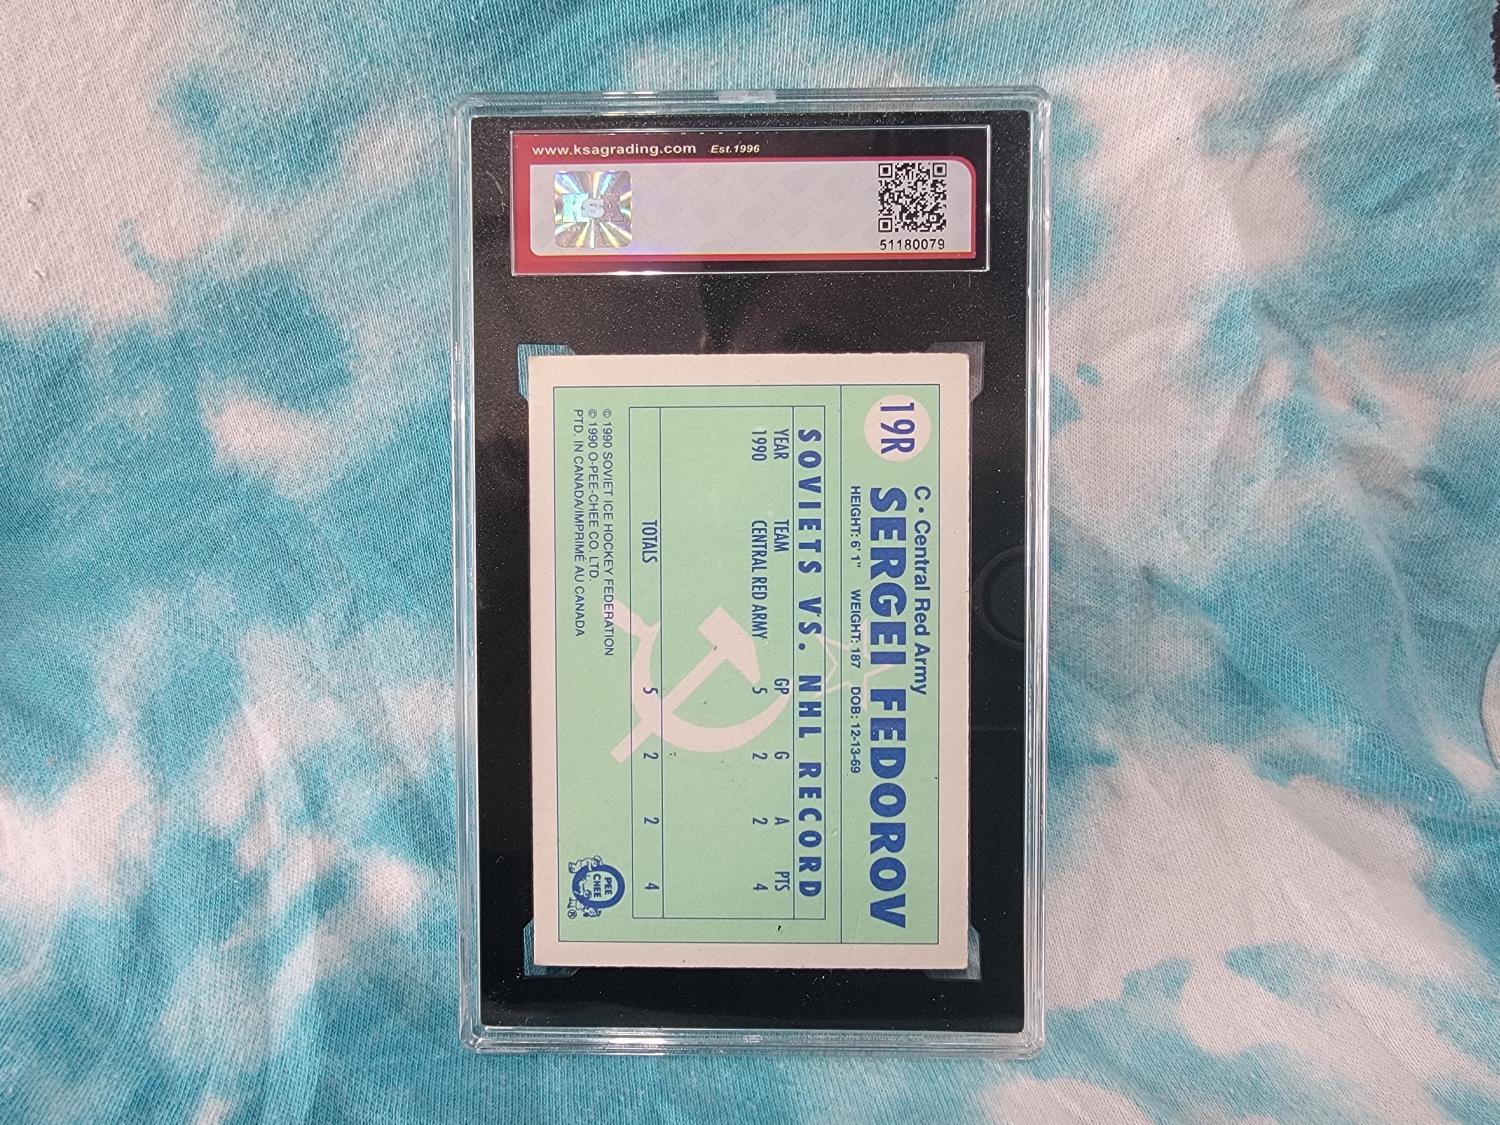 www.ksagrading.com Est.1996
KSA
51180079
19R
C • Central Red Army
SERGEI FEDOROV
HEIGHT: 6' 1" WEIGHT: 187 DOB: 12-13-69
SOVIETS VS. NHL RECORD
YEAR TEAM GP G A PTS
1990 CENTRAL RED ARMY 5 2 2 4
TOTALS 5 2 2 4
© 1990 SOVIET ICE HOCKEY FEDERATION
© 1990 O-PEE-CHEE CO. LTD.
PTD. IN CANADA/IMPRIMÉ AU CANADA
O PEE CHEE ®